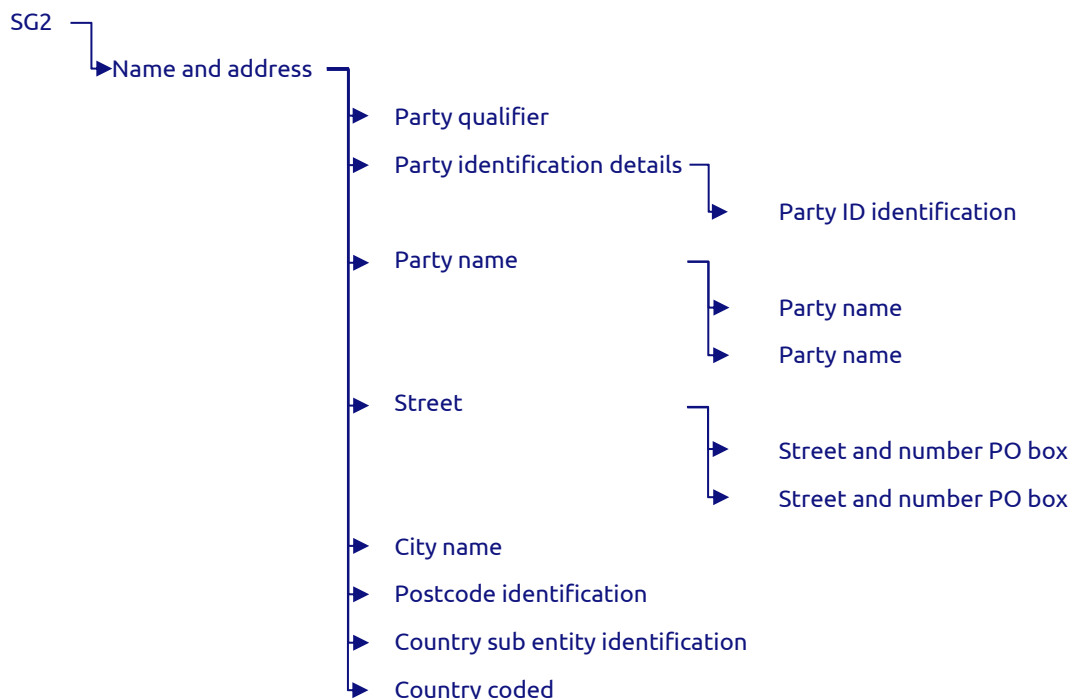 SG2
Name and address
Party qualifier
Party identification details
Party ID identification
Party name
Party name
Party name
Street
Street and number PO box
Street and number PO box
City name
Postcode identification
Country sub entity identification
Country coded